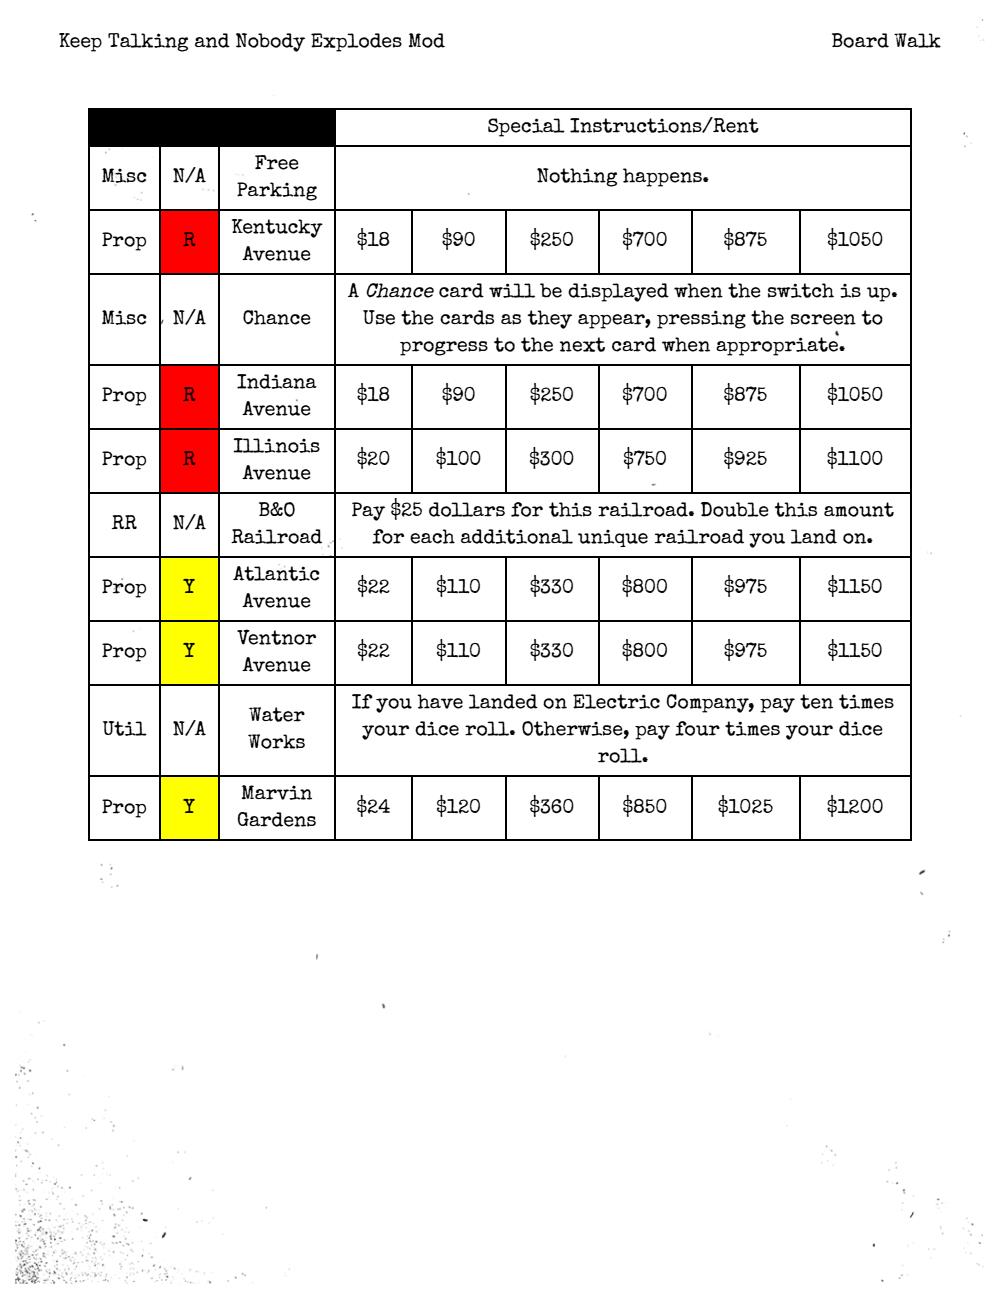 Keep Talking and Nobody Explodes Mod Board Walk
Special Instructions/Rent
Misc N/A Free Parking Nothing happens.
Prop R Kentucky Avenue $18 $90 $250 $700 $875 $1050
Misc N/A Chance A Chance card will be displayed when the switch is up.
Use the cards as they appear, pressing the screen to
progress to the next card when appropriate.
Prop R Indiana Avenue $18 $90 $250 $700 $875 $1050
Prop R Illinois Avenue $20 $100 $300 $750 $925 $1100
RR N/A B&O Railroad Pay $25 dollars for this railroad. Double this amount
for each additional unique railroad you land on.
Prop Y Atlantic Avenue $22 $110 $330 $800 $975 $1150
Prop Y Ventnor Avenue $22 $110 $330 $800 $975 $1150
Util N/A Water Works If you have landed on Electric Company, pay ten times
your dice roll. Otherwise, pay four times your dice
roll.
Prop Y Marvin Gardens $24 $120 $360 $850 $1025 $1200